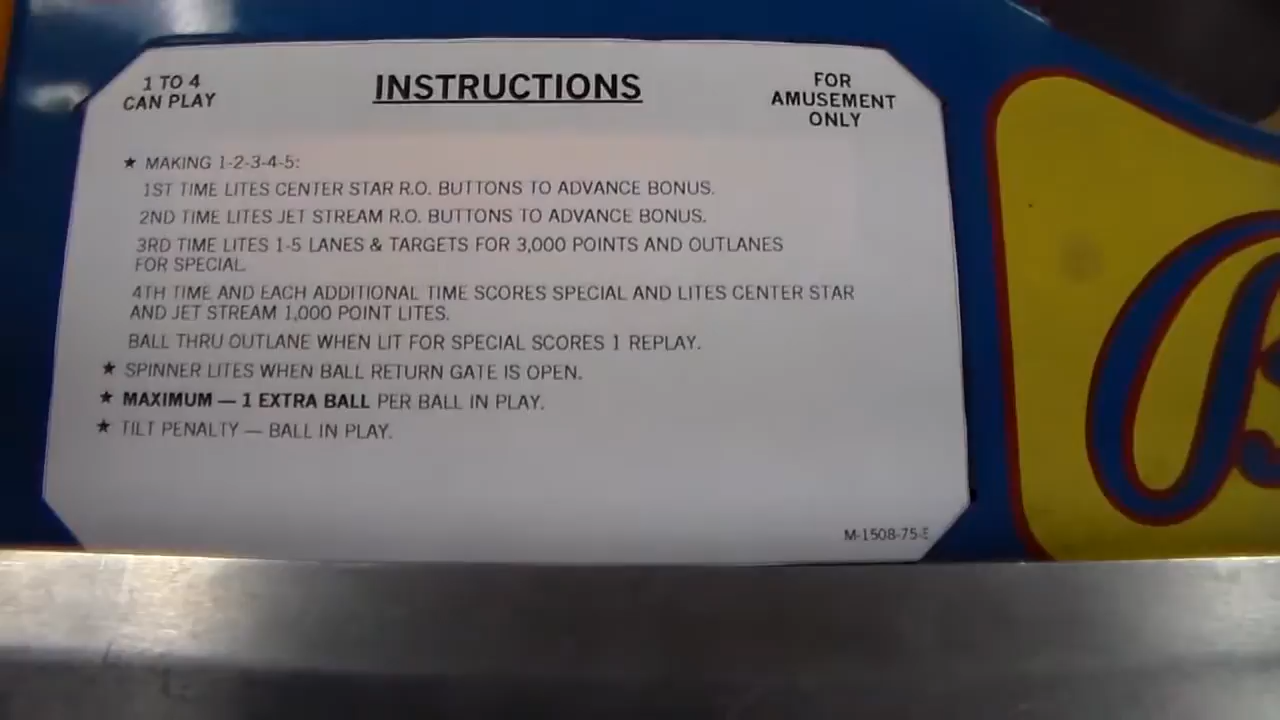 1 TO 4
CAN PLAY
INSTRUCTIONS
FOR
AMUSEMENT
ONLY
★ MAKING 1-2-3-4-5:
1ST TIME LITES CENTER STAR R.O. BUTTONS TO ADVANCE BONUS.
2ND TIME LITES JET STREAM R.O. BUTTONS TO ADVANCE BONUS.
3RD TIME LITES 1-5 LANES & TARGETS FOR 3,000 POINTS AND OUTLANES
FOR SPECIAL.
4TH TIME AND EACH ADDITIONAL TIME SCORES SPECIAL AND LITES CENTER STAR
AND JET STREAM 1,000 POINT LITES.
BALL THRU OUTLANE WHEN LIT FOR SPECIAL SCORES 1 REPLAY.
★ SPINNER LITES WHEN BALL RETURN GATE IS OPEN.
★ MAXIMUM — 1 EXTRA BALL PER BALL IN PLAY.
★ TILT PENALTY — BALL IN PLAY.
M-1508-75-E